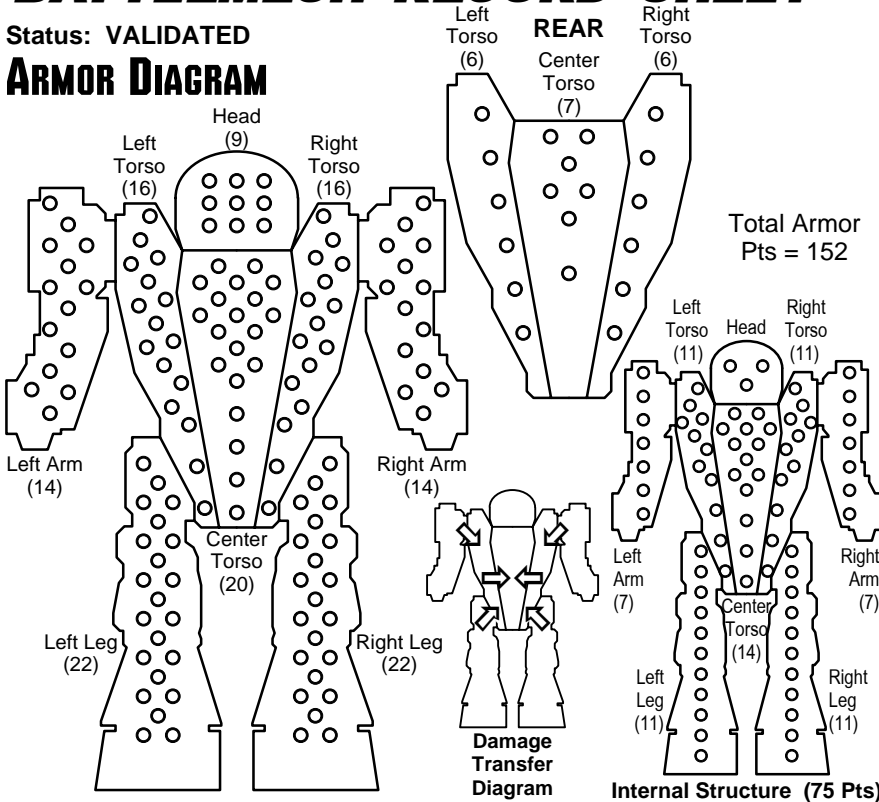 BATTLEMECH RECORD SHEET
Status: VALIDATED
ARMOR DIAGRAM
Head
(9)
Left
Torso
(16)
Right
Torso
(16)
Left Arm
(14)
Right Arm
(14)
Center
Torso
(20)
Left Leg
(22)
Right Leg
(22)
Left
Torso
(6)
REAR
Right
Torso
(6)
Center
Torso
(7)
Total Armor
Pts = 152
Left
Torso
(11)
Head
Right
Torso
(11)
Left
Arm
(7)
Right
Arm
(7)
Center
Torso
(14)
Left
Leg
(11)
Right
Leg
(11)
Damage
Transfer
Diagram
Internal Structure (75 Pts)